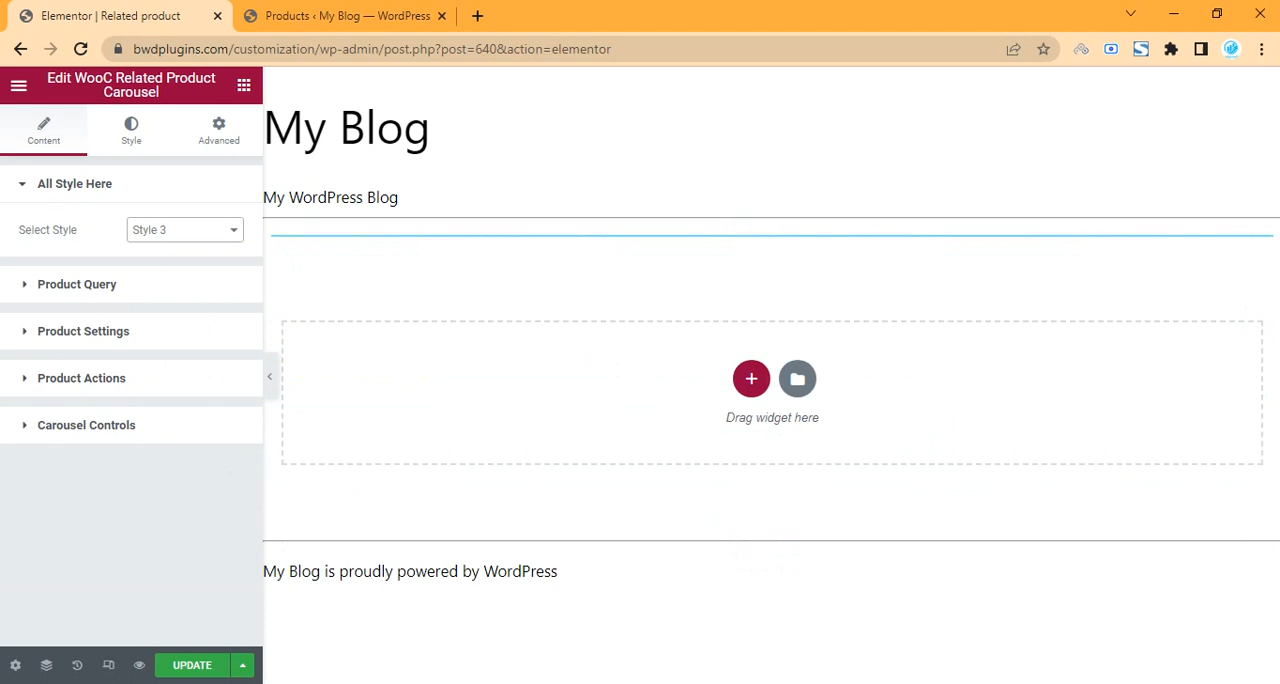 Elementor | Related product
Products ‹ My Blog — WordPress
bwdplugins.com/customization/wp-admin/post.php?post=640&action=elementor
Edit WooC Related Product
Carousel
Content
Style
Advanced
All Style Here
Select Style
Style 3
Product Query
Product Settings
Product Actions
Carousel Controls
UPDATE
My Blog
My WordPress Blog
Drag widget here
My Blog is proudly powered by WordPress